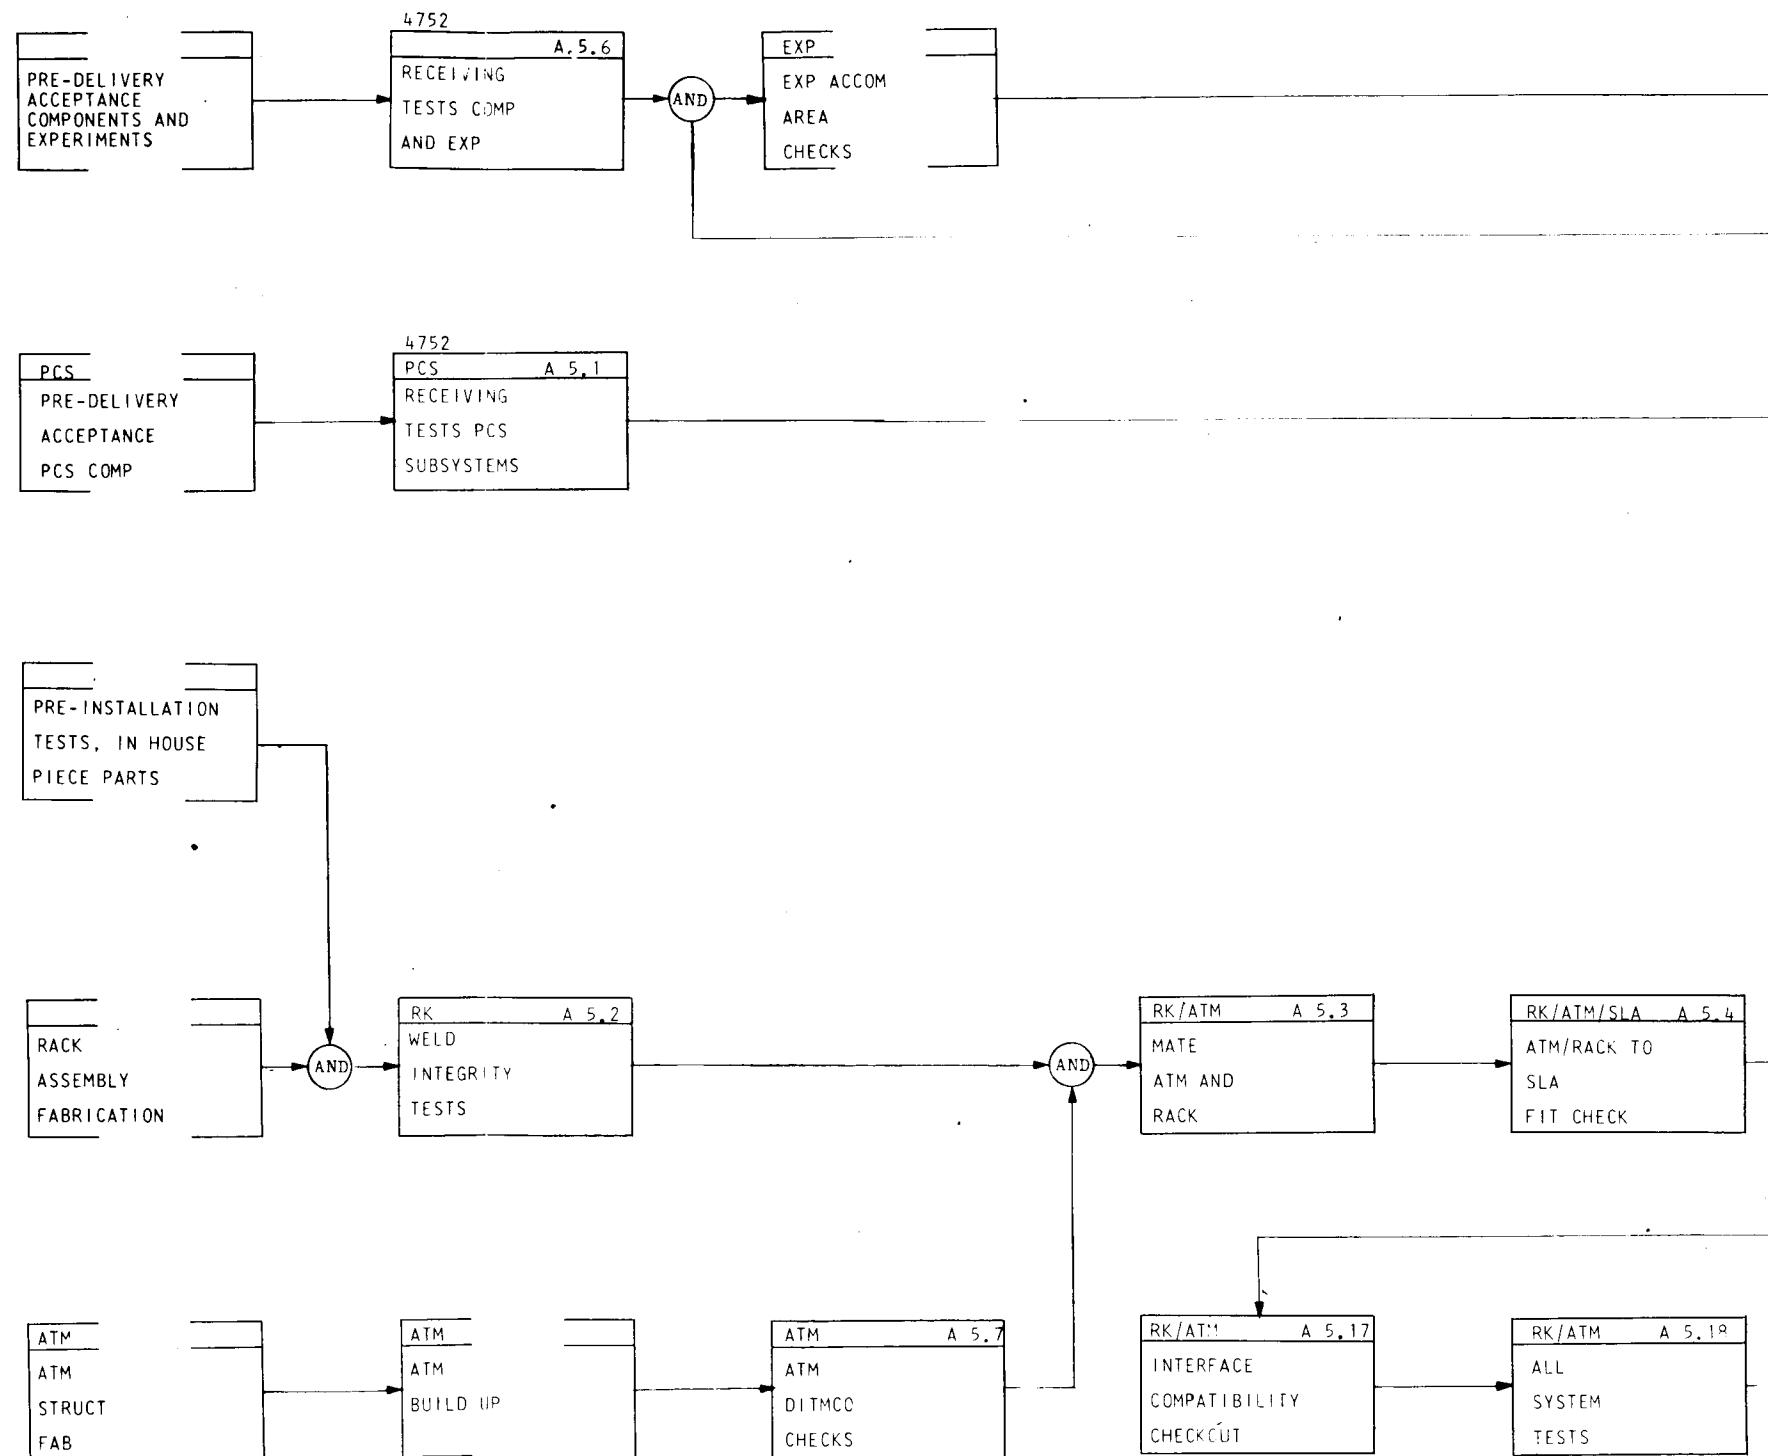 PRE-DELIVERY
ACCEPTANCE
COMPONENTS AND
EXPERIMENTS
4752
A.5.6
RECEIVING
TESTS COMP
AND EXP
AND
EXP
EXP ACCOM
AREA
CHECKS
PCS
PRE-DELIVERY
ACCEPTANCE
PCS COMP
4752
PCS A 5.1
RECEIVING
TESTS PCS
SUBSYSTEMS
PRE-INSTALLATION
TESTS, IN HOUSE
PIECE PARTS
RACK
ASSEMBLY
FABRICATION
AND
RK A 5.2
WELD
INTEGRITY
TESTS
AND
RK/ATM A 5.3
MATE
ATM AND
RACK
RK/ATM/SLA A 5.4
ATM/RACK TO
SLA
FIT CHECK
ATM
ATM
STRUCT
FAB
ATM
ATM
BUILD UP
ATM A 5.7
ATM
DITMCO
CHECKS
RK/ATM A 5.17
INTERFACE
COMPATIBILITY
CHECKOUT
RK/ATM A 5.18
ALL
SYSTEM
TESTS